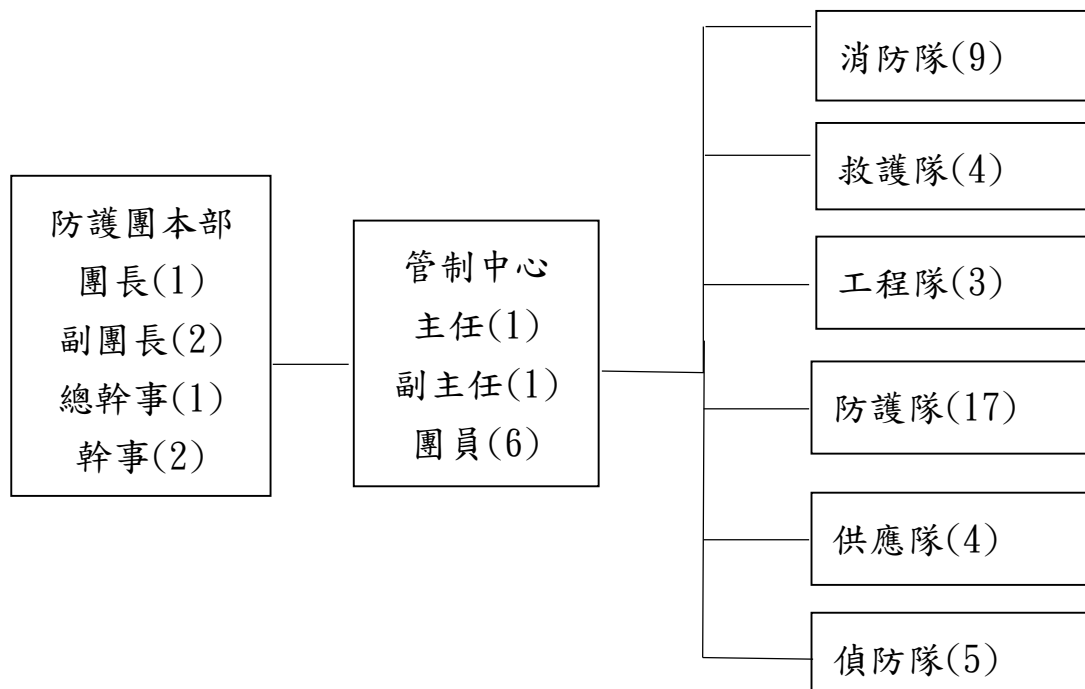 防護團本部
團長(1)
副團長(2)
總幹事(1)
幹事(2)
管制中心
主任(1)
副主任(1)
團員(6)
消防隊(9)
救護隊(4)
工程隊(3)
防護隊(17)
供應隊(4)
偵防隊(5)